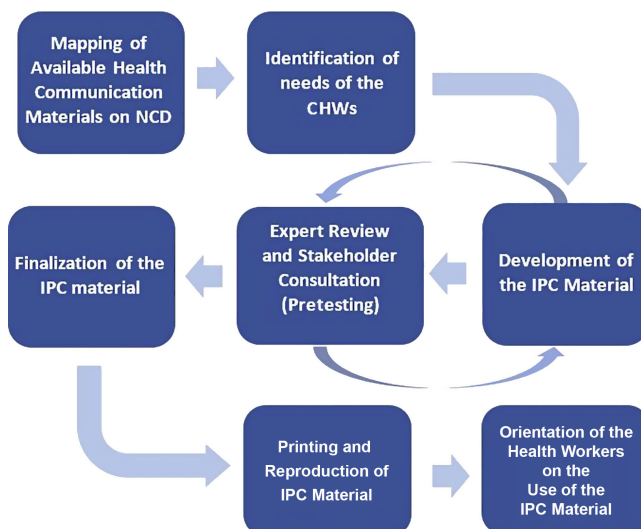 Mapping of
Available Health
Communication
Materials on NCD
Identification of
needs of the
CHWs
Development of
the IPC Material
Expert Review
and Stakeholder
Consultation
(Pretesting)
Finalization of the
IPC material
Printing and
Reproduction of
IPC Material
Orientation of the
Health Workers
on the
Use of the
IPC Material